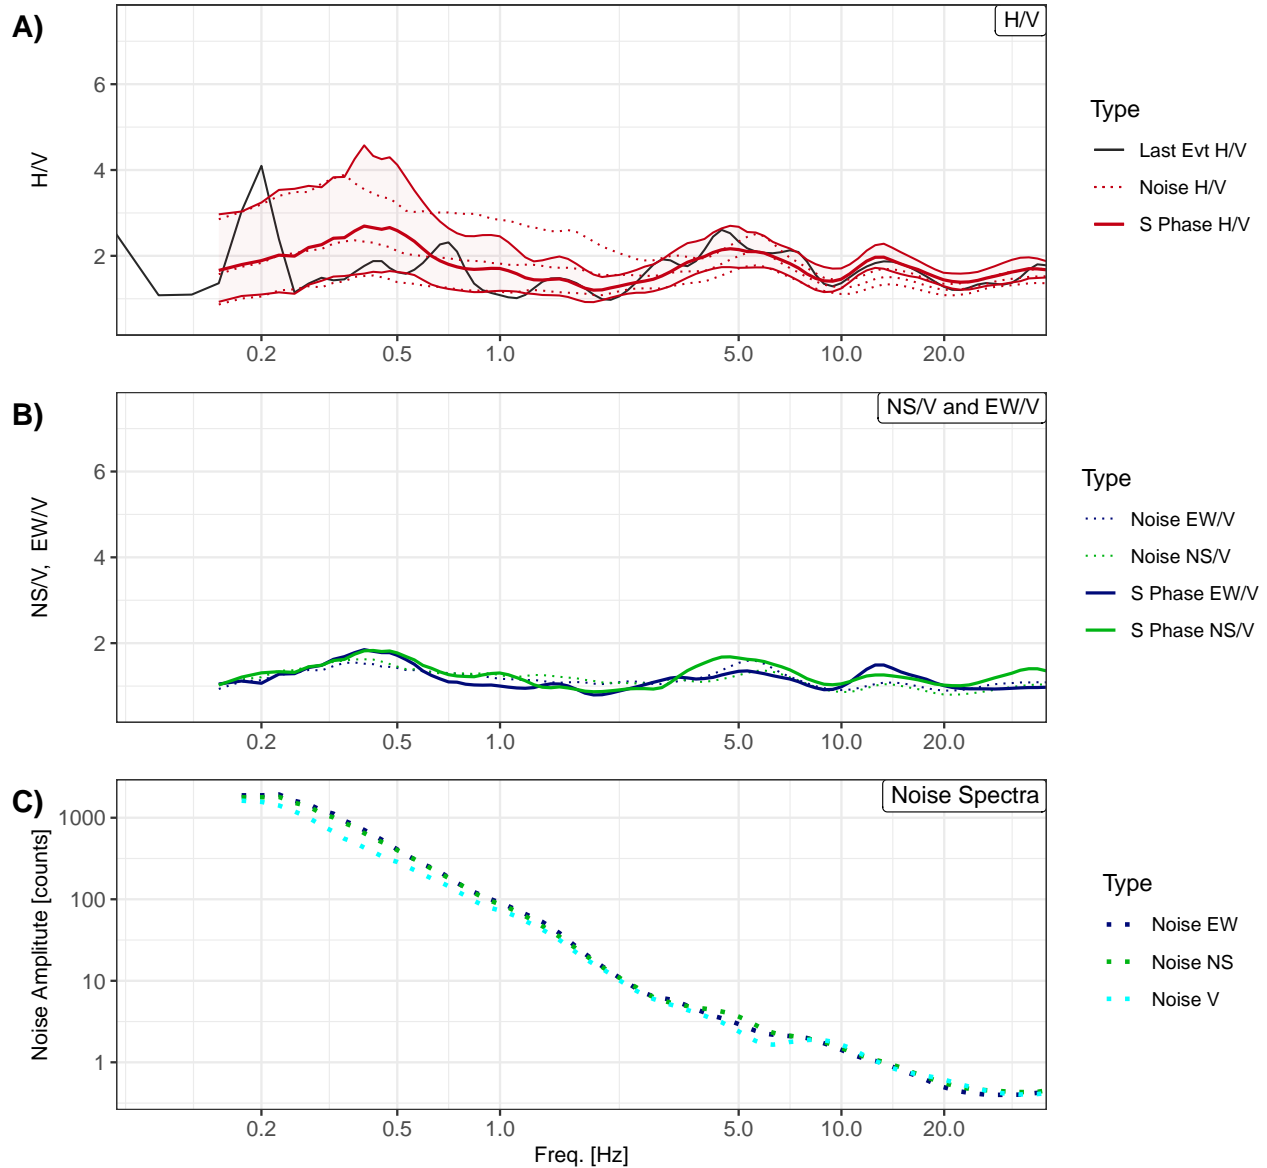 A)
H/V
6
4
2
H/V
0.2 0.5 1.0 5.0 10.0 20.0
Type
Last Evt H/V
Noise H/V
S Phase H/V
B)
NS/V and EW/V
6
4
2
NS/V, EW/V
0.2 0.5 1.0 5.0 10.0 20.0
Type
Noise EW/V
Noise NS/V
S Phase EW/V
S Phase NS/V
C)
Noise Spectra
1000
100
10
1
Noise Amplitute [counts]
0.2 0.5 1.0 5.0 10.0 20.0
Freq. [Hz]
Type
Noise EW
Noise NS
Noise V